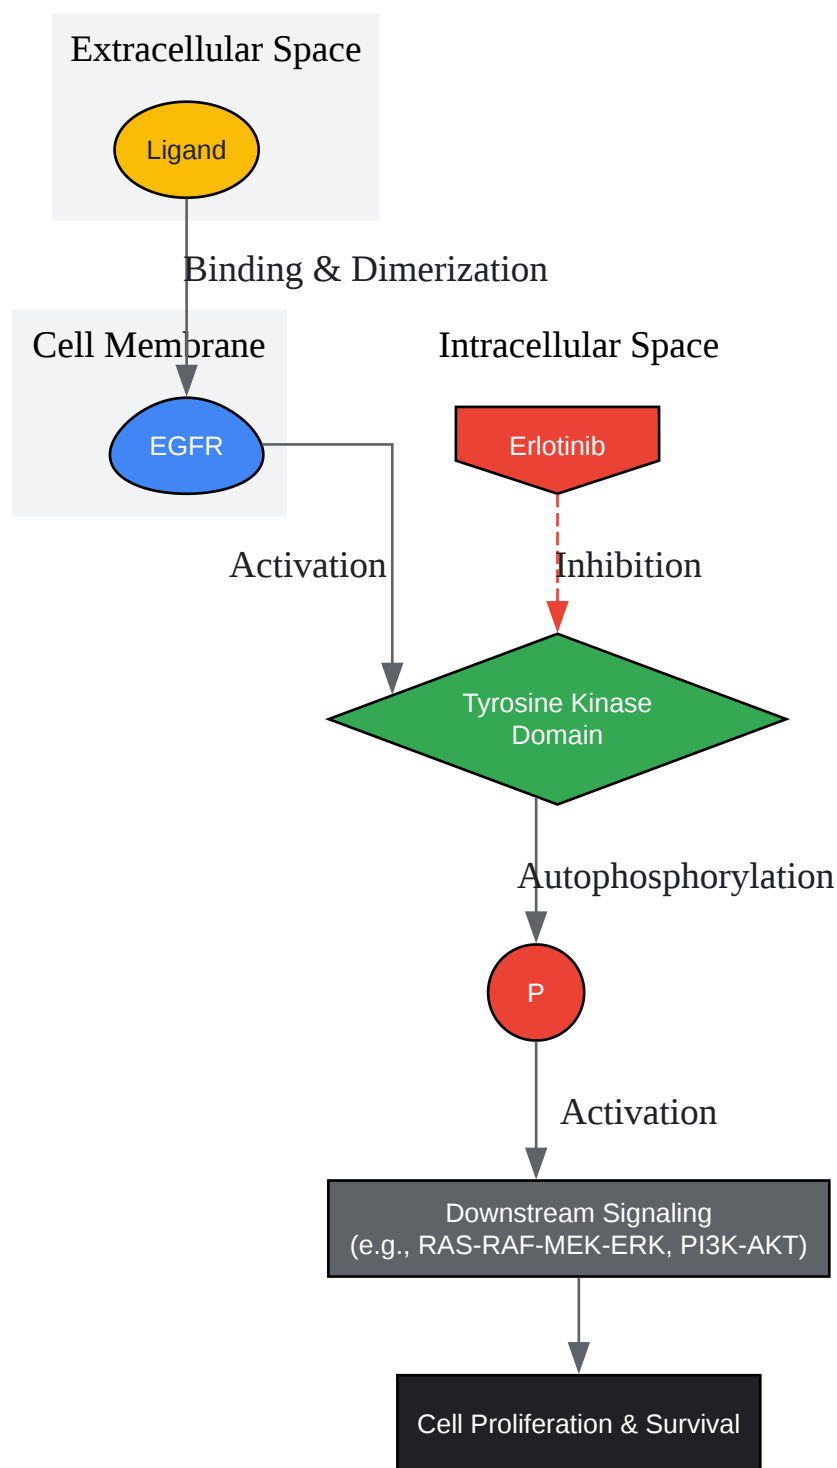 Extracellular Space
Ligand
Binding & Dimerization
Cell Membrane
Intracellular Space
EGFR
Erlotinib
Activation
Inhibition
Tyrosine Kinase
Domain
Autophosphorylation
P
Activation
Downstream Signaling
(e.g., RAS-RAF-MEK-ERK, PI3K-AKT)
Cell Proliferation & Survival